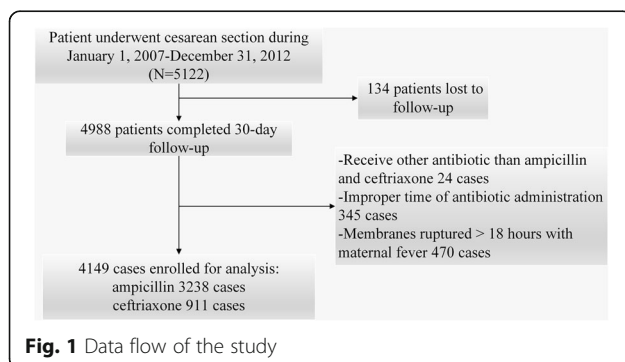 Patient underwent cesarean section during
January 1, 2007-December 31, 2012
(N=5122)
134 patients lost to
follow-up
4988 patients completed 30-day
follow-up
-Receive other antibiotic than ampicillin
and ceftriaxone 24 cases
-Improper time of antibiotic administration
345 cases
-Membranes ruptured > 18 hours with
maternal fever 470 cases
4149 cases enrolled for analysis:
ampicillin 3238 cases
ceftriaxone 911 cases
Fig. 1 Data flow of the study